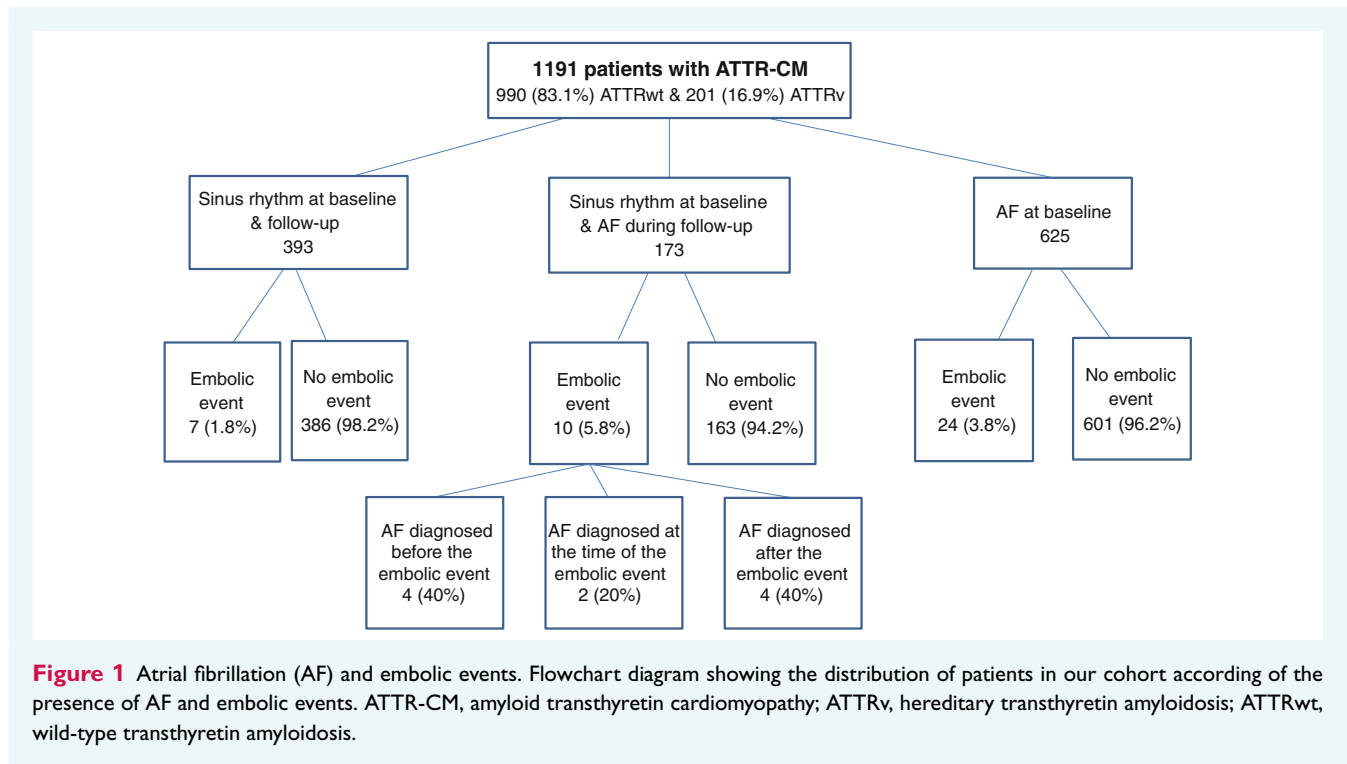 1191 patients with ATTR-CM
990 (83.1%) ATTRwt & 201 (16.9%) ATTRv
Sinus rhythm at baseline
& follow-up
393
Sinus rhythm at baseline
& AF during follow-up
173
AF at baseline
625
Embolic
event
7 (1.8%)
No embolic
event
386 (98.2%)
Embolic
event
10 (5.8%)
No embolic
event
163 (94.2%)
Embolic
event
24 (3.8%)
No embolic
event
601 (96.2%)
AF diagnosed
before the
embolic event
4 (40%)
AF diagnosed at
the time of the
embolic event
2 (20%)
AF diagnosed
after the
embolic event
4 (40%)
Figure 1 Atrial fibrillation (AF) and embolic events. Flowchart diagram showing the distribution of patients in our cohort according of the
presence of AF and embolic events. ATTR-CM, amyloid transthyretin cardiomyopathy; ATTRv, hereditary transthyretin amyloidosis; ATTRwt,
wild-type transthyretin amyloidosis.